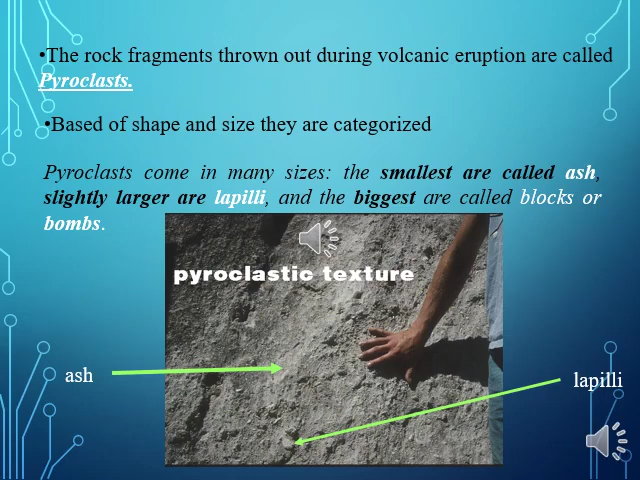 •The rock fragments thrown out during volcanic eruption are called
Pyroclasts.
•Based of shape and size they are categorized
Pyroclasts come in many sizes: the smallest are called ash,
slightly larger are lapilli, and the biggest are called blocks or
bombs.
pyroclastic texture
ash
lapilli